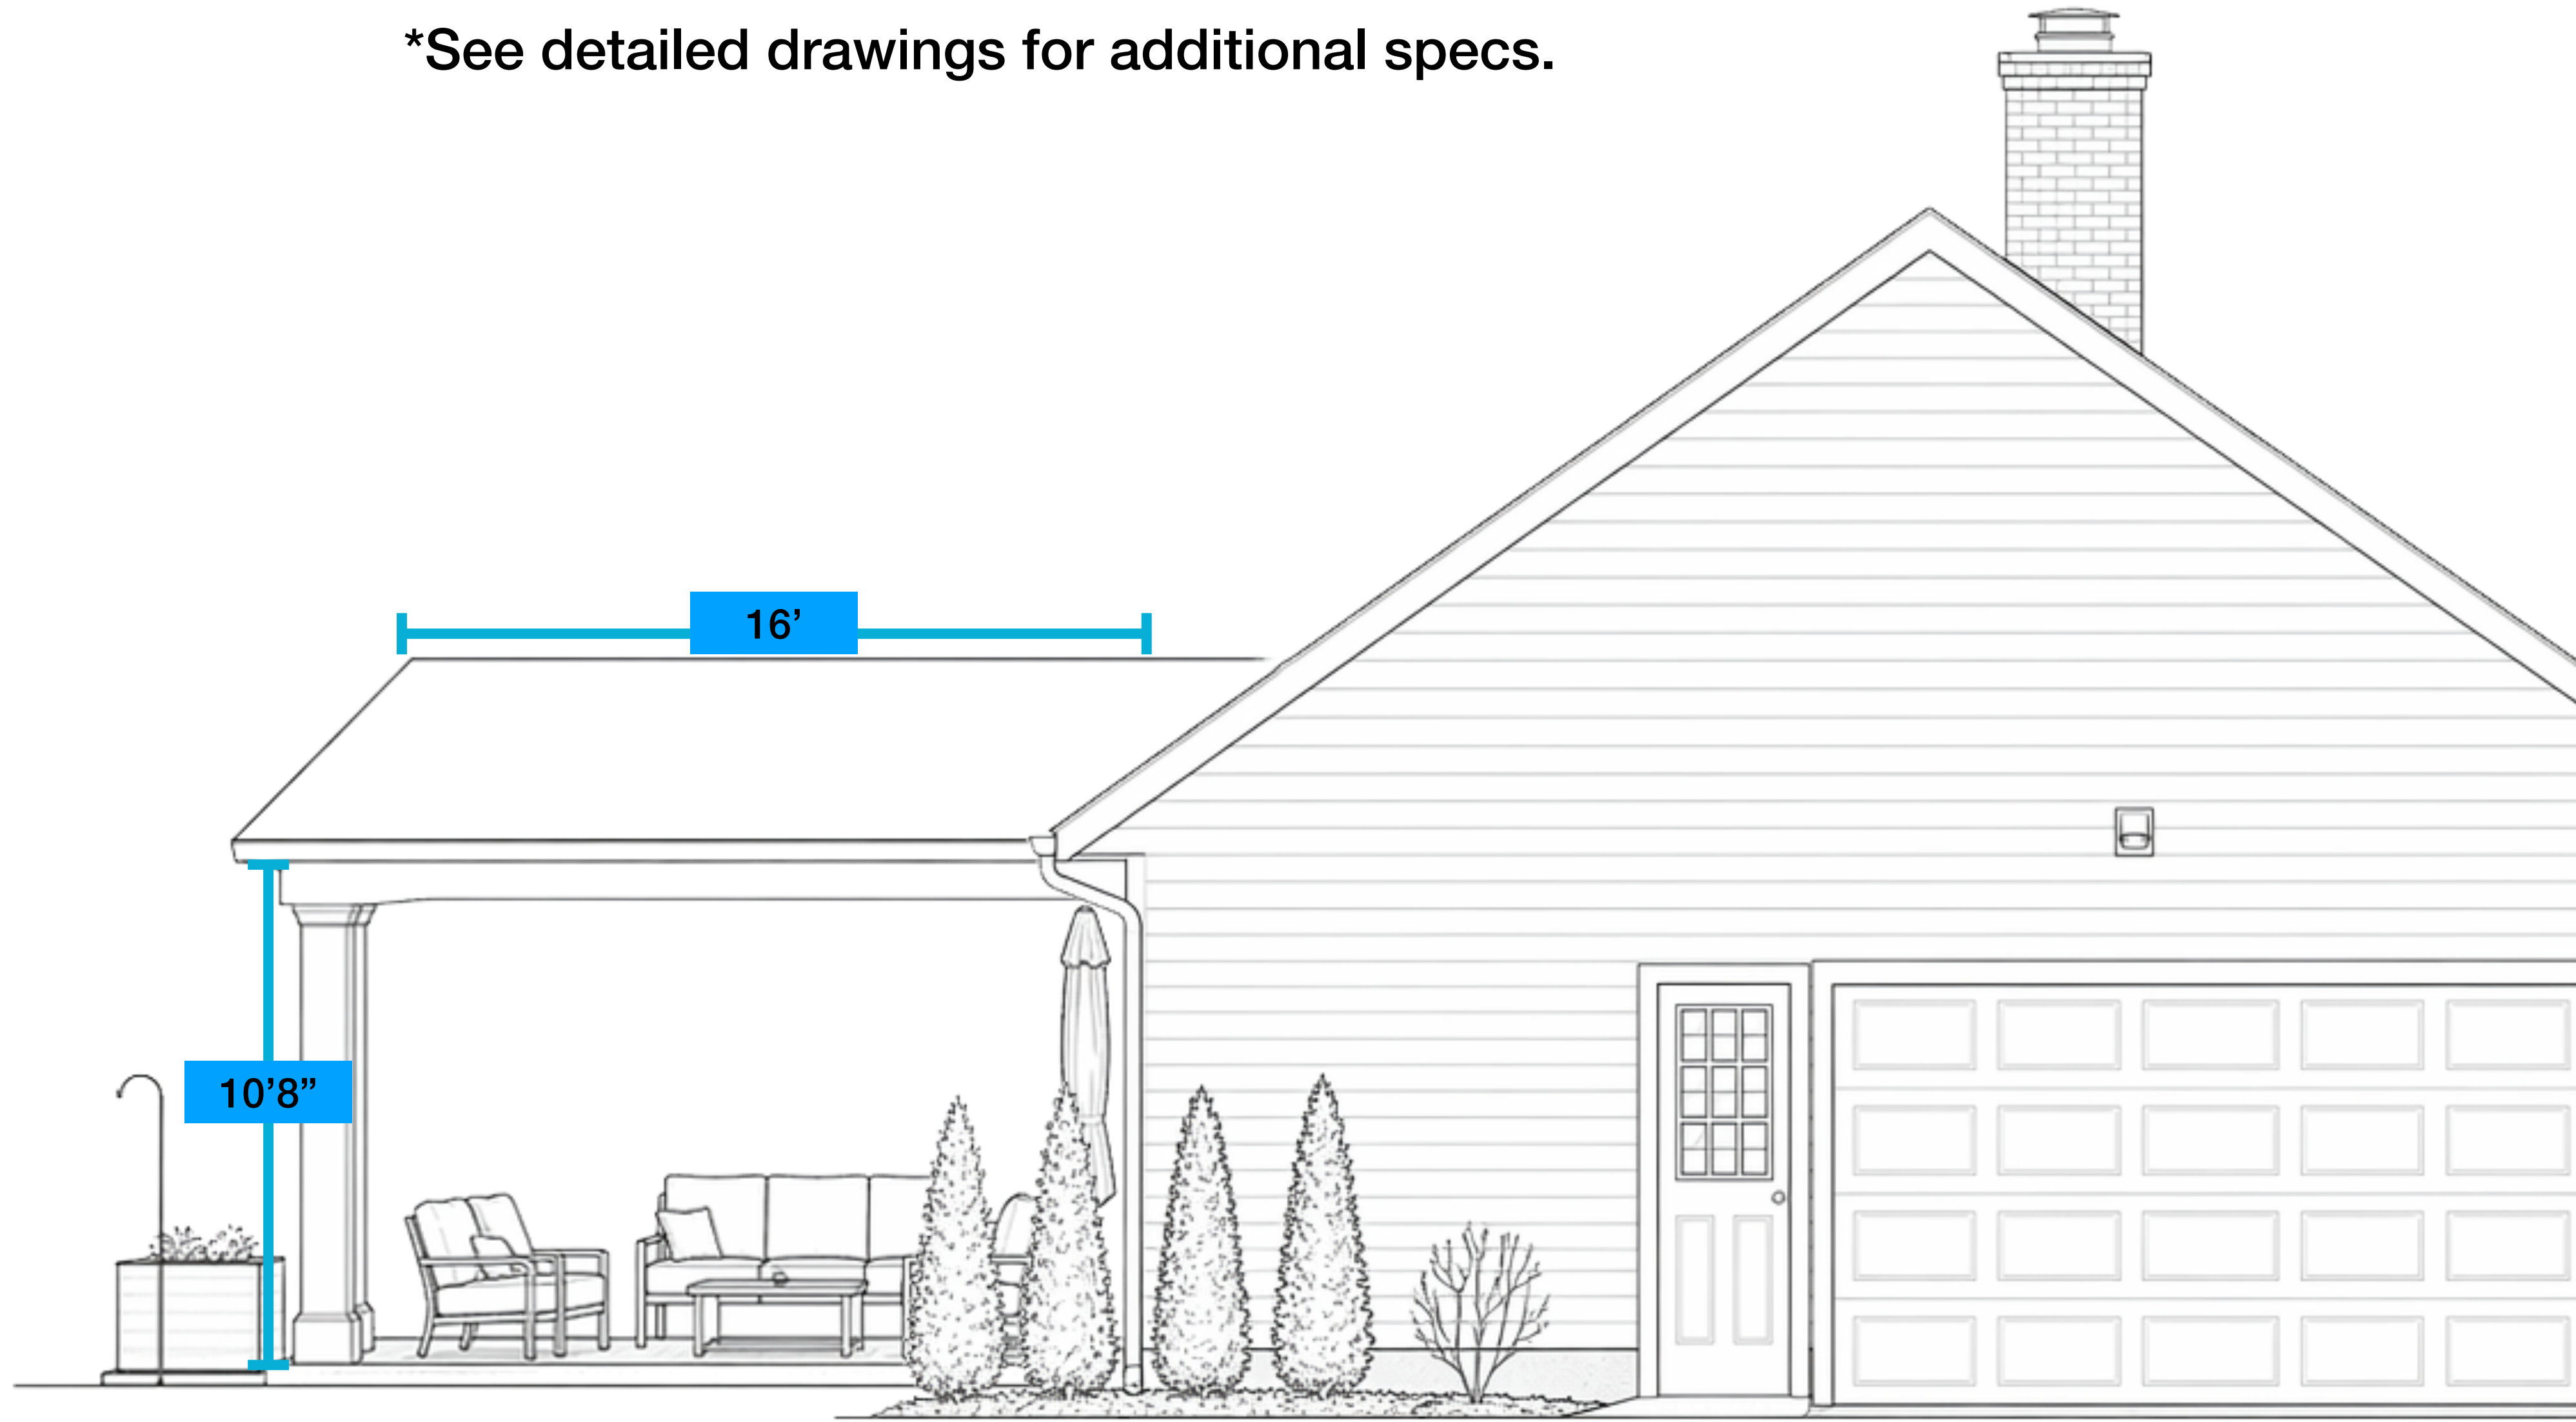 *See detailed drawings for additional specs.
16’
10’8”